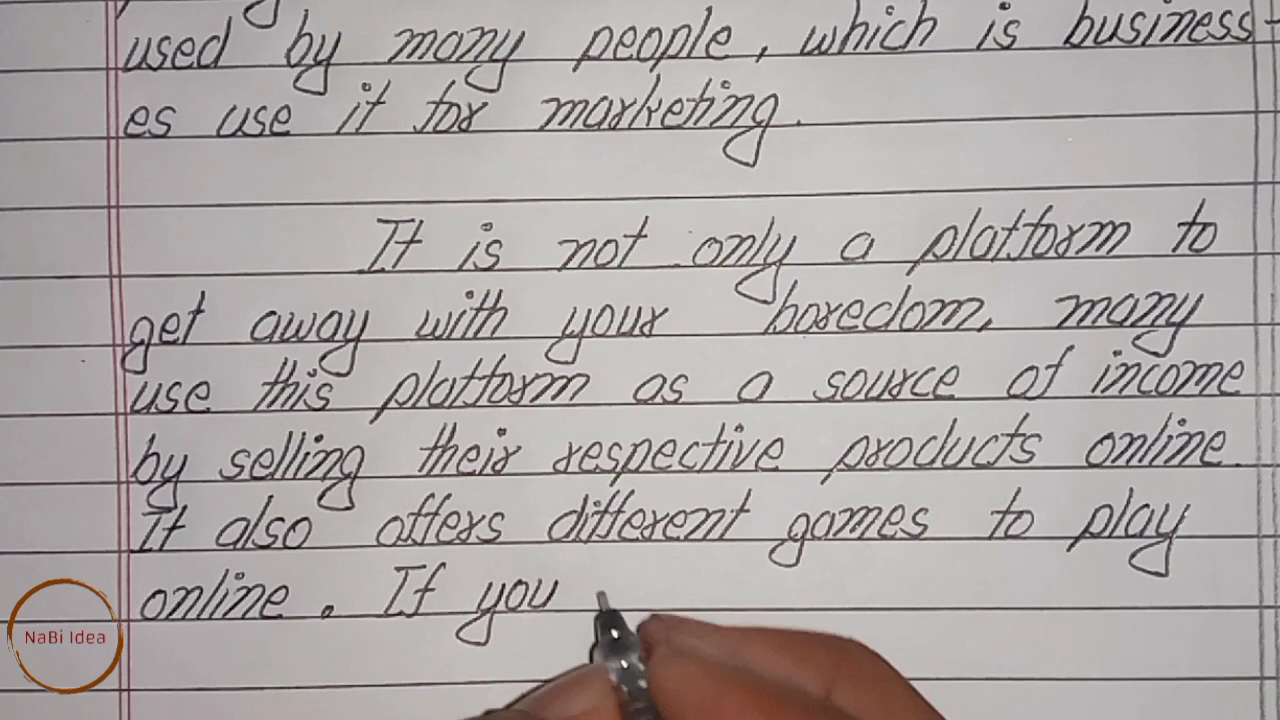 used by many people, which is business-
es use it for marketing.
It is not only a platform to
get away with your boredom, many
use this platform as a source of income
by selling their respective products online.
It also offers different games to play
online. If you
NaBi Idea